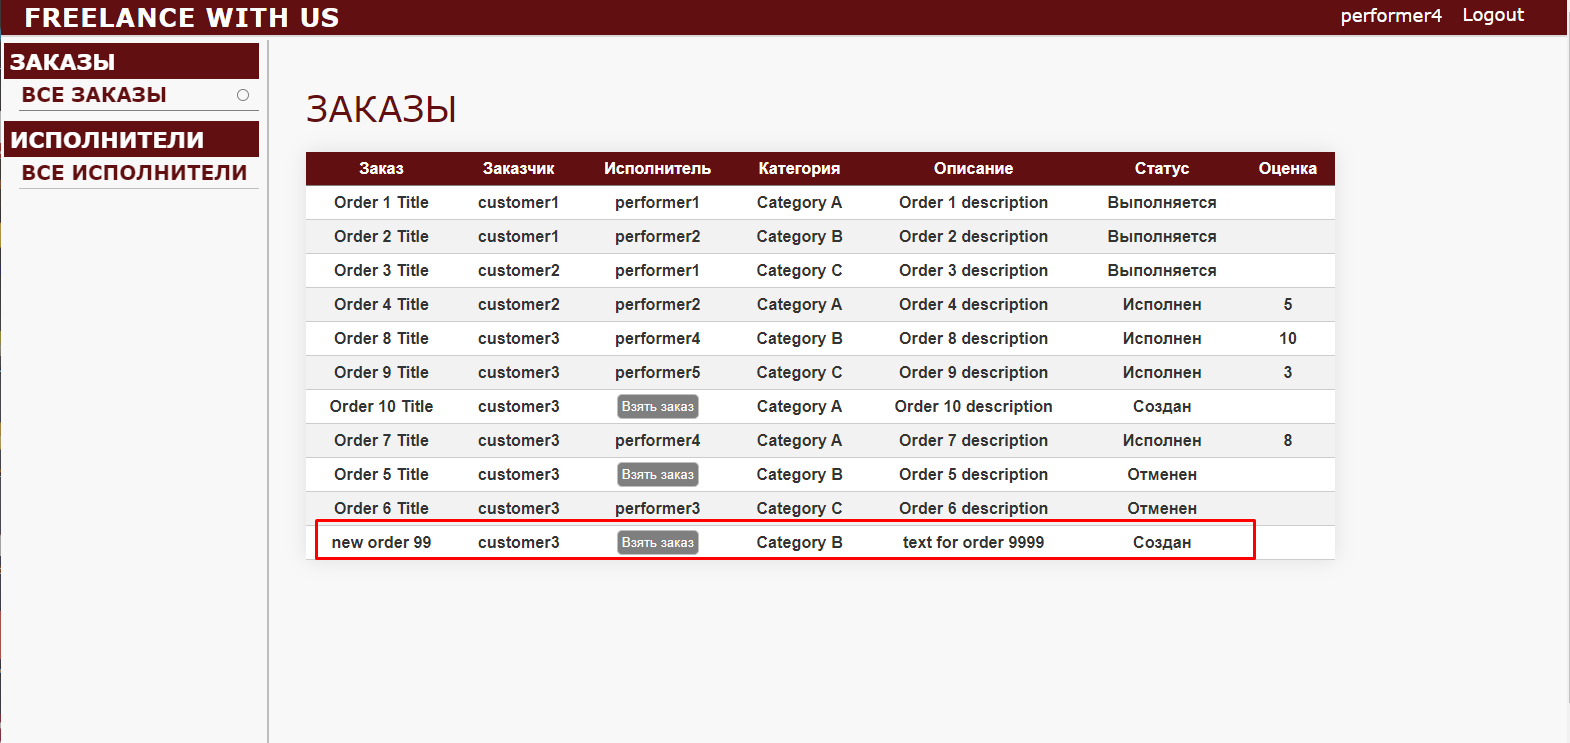 FREELANCE WITH US performer4 Logout
ЗАКАЗЫ
ВСЕ ЗАКАЗЫ
ИСПОЛНИТЕЛИ
ВСЕ ИСПОЛНИТЕЛИ
ЗАКАЗЫ
Заказ Заказчик Исполнитель Категория Описание Статус Оценка
Order 1 Title customer1 performer1 Category A Order 1 description Выполняется
Order 2 Title customer1 performer2 Category B Order 2 description Выполняется
Order 3 Title customer2 performer1 Category C Order 3 description Выполняется
Order 4 Title customer2 performer2 Category A Order 4 description Исполнен 5
Order 8 Title customer3 performer4 Category B Order 8 description Исполнен 10
Order 9 Title customer3 performer5 Category C Order 9 description Исполнен 3
Order 10 Title customer3 Взять заказ Category A Order 10 description Создан
Order 7 Title customer3 performer4 Category A Order 7 description Исполнен 8
Order 5 Title customer3 Взять заказ Category B Order 5 description Отменен
Order 6 Title customer3 performer3 Category C Order 6 description Отменен
new order 99 customer3 Взять заказ Category B text for order 9999 Создан